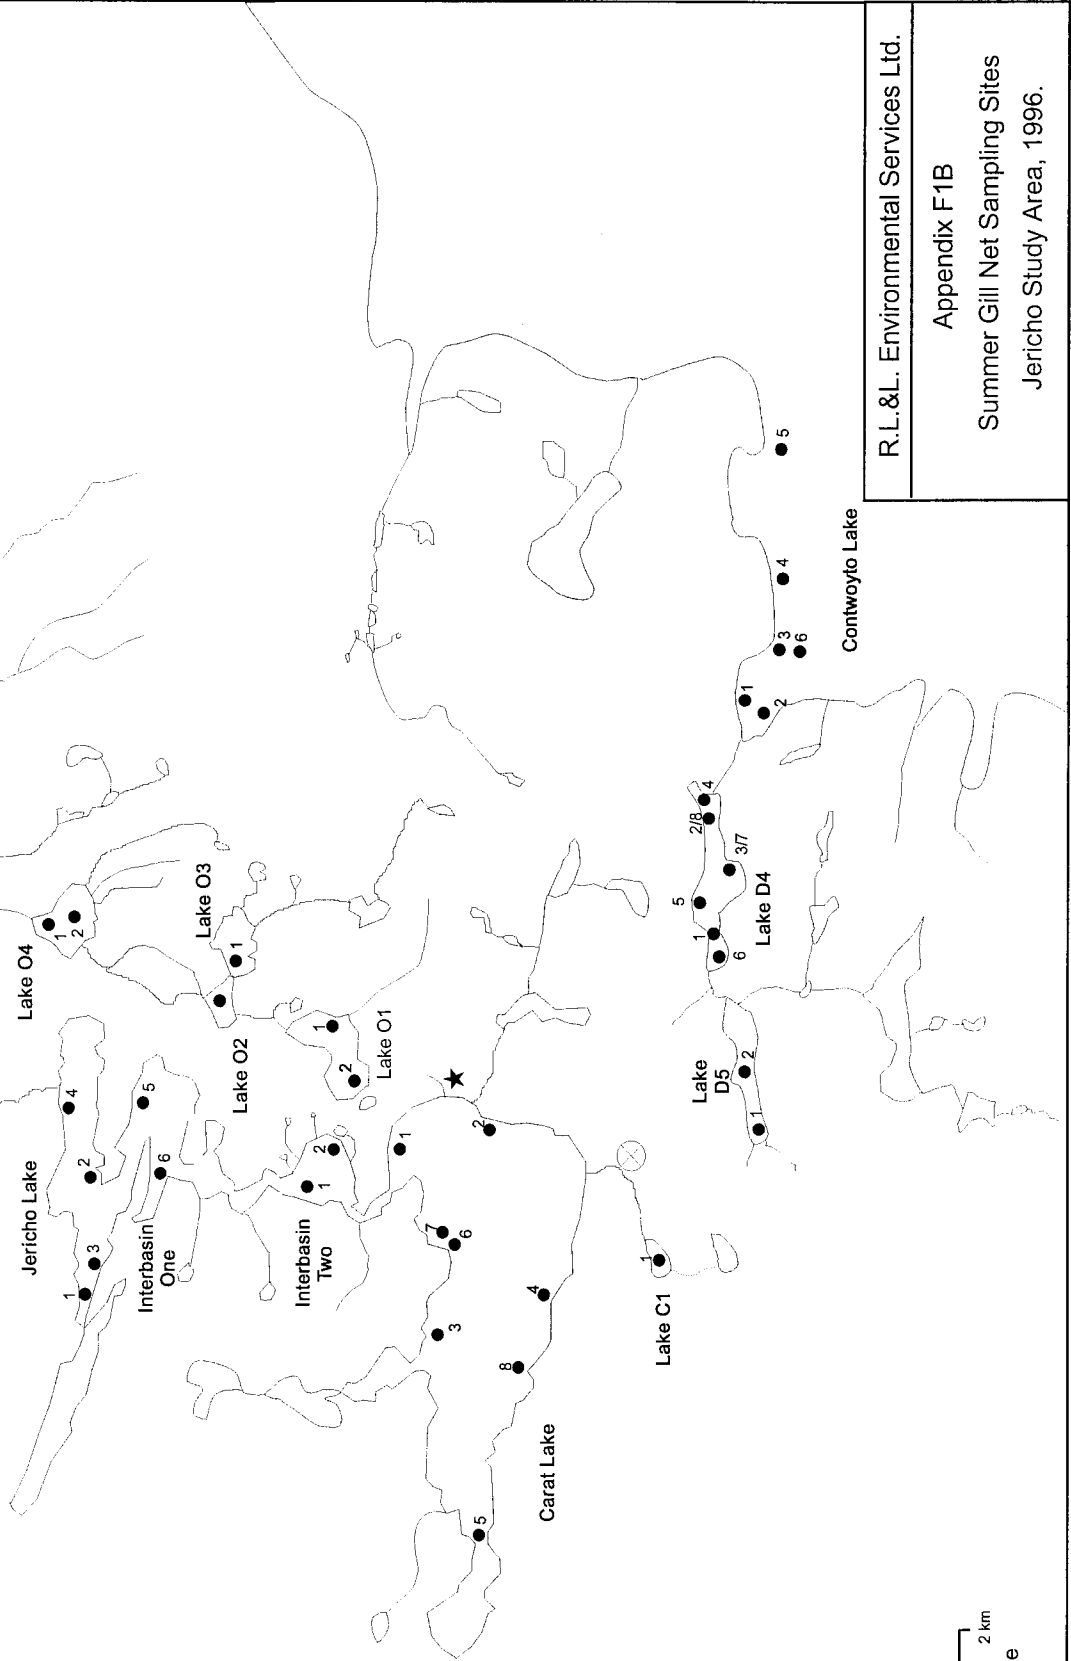 R.L.&L. Environmental Services Ltd.
Appendix F1B
Summer Gill Net Sampling Sites
Jericho Study Area, 1996.
Jericho Lake
1
3
2
4
5
6
Interbasin
One
Interbasin
Two
1
2
Lake O4
1
2
Lake O3
1
Lake O2
Lake O1
1
2
Carat Lake
1
2
3
4
5
6
7
8
Lake C1
1
Lake
D5
1
2
Lake D4
1
2/8
3/7
4
5
6
Contwoyto Lake
1
2
3
4
5
6
2 km
e